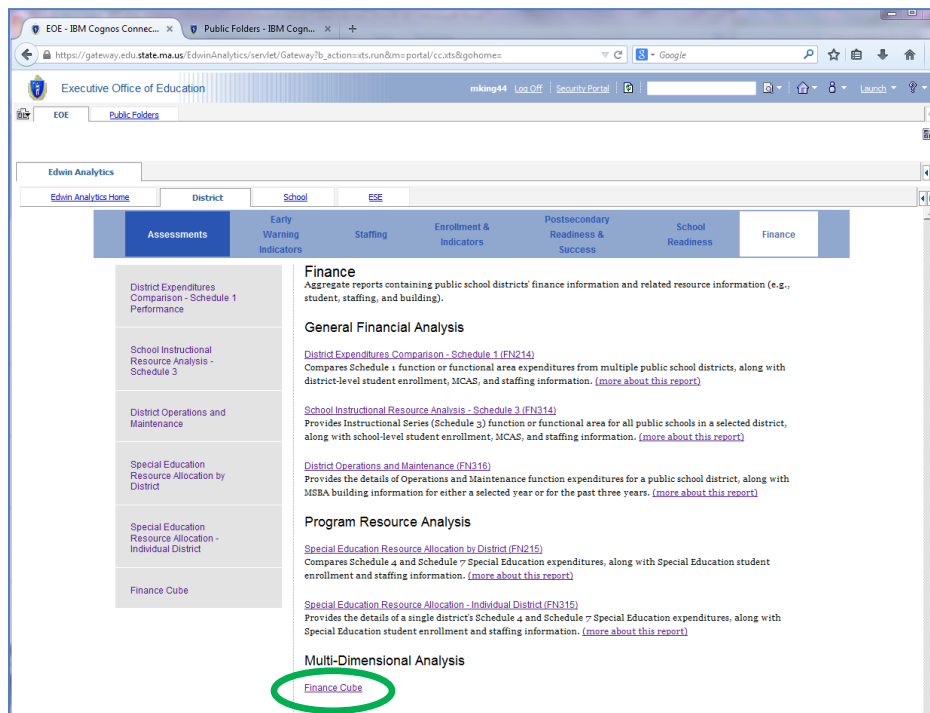 EOE - IBM Cognos Connec... ×
Public Folders - IBM Cogn... ×
+
https://gateway.edu.state.ma.us/EdwinAnalytics/servlet/Gateway?b_action=xts.run&m=portal/cc.xts&gohome=
8 - Google
Executive Office of Education
mking44 Log Off Security Portal
Launch
EOE
Public Folders
Edwin Analytics
Edwin Analytics Home
District
School
ESE
Assessments
Early
Warning
Indicators
Staffing
Enrollment &
Indicators
Postsecondary
Readiness &
Success
School
Readiness
Finance
District Expenditures
Comparison - Schedule 1
Performance
School Instructional
Resource Analysis -
Schedule 3
District Operations and
Maintenance
Special Education
Resource Allocation by
District
Special Education
Resource Allocation -
Individual District
Finance Cube
Finance
Aggregate reports containing public school districts' finance information and related resource information (e.g.,
student, staffing, and building).
General Financial Analysis
District Expenditures Comparison - Schedule 1 (FN214)
Compares Schedule 1 function or functional area expenditures from multiple public school districts, along with
district-level student enrollment, MCAS, and staffing information. (more about this report)
School Instructional Resource Analysis - Schedule 3 (FN314)
Provides Instructional Series (Schedule 3) function or functional area for all public schools in a selected district,
along with school-level student enrollment, MCAS, and staffing information. (more about this report)
District Operations and Maintenance (FN316)
Provides the details of Operations and Maintenance function expenditures for a public school district, along with
MSBA building information for either a selected year or for the past three years. (more about this report)
Program Resource Analysis
Special Education Resource Allocation by District (FN215)
Compares Schedule 4 and Schedule 7 Special Education expenditures, along with Special Education student
enrollment and staffing information. (more about this report)
Special Education Resource Allocation - Individual District (FN315)
Provides the details of a single district's Schedule 4 and Schedule 7 Special Education expenditures, along with
Special Education student enrollment and staffing information. (more about this report)
Multi-Dimensional Analysis
Finance Cube